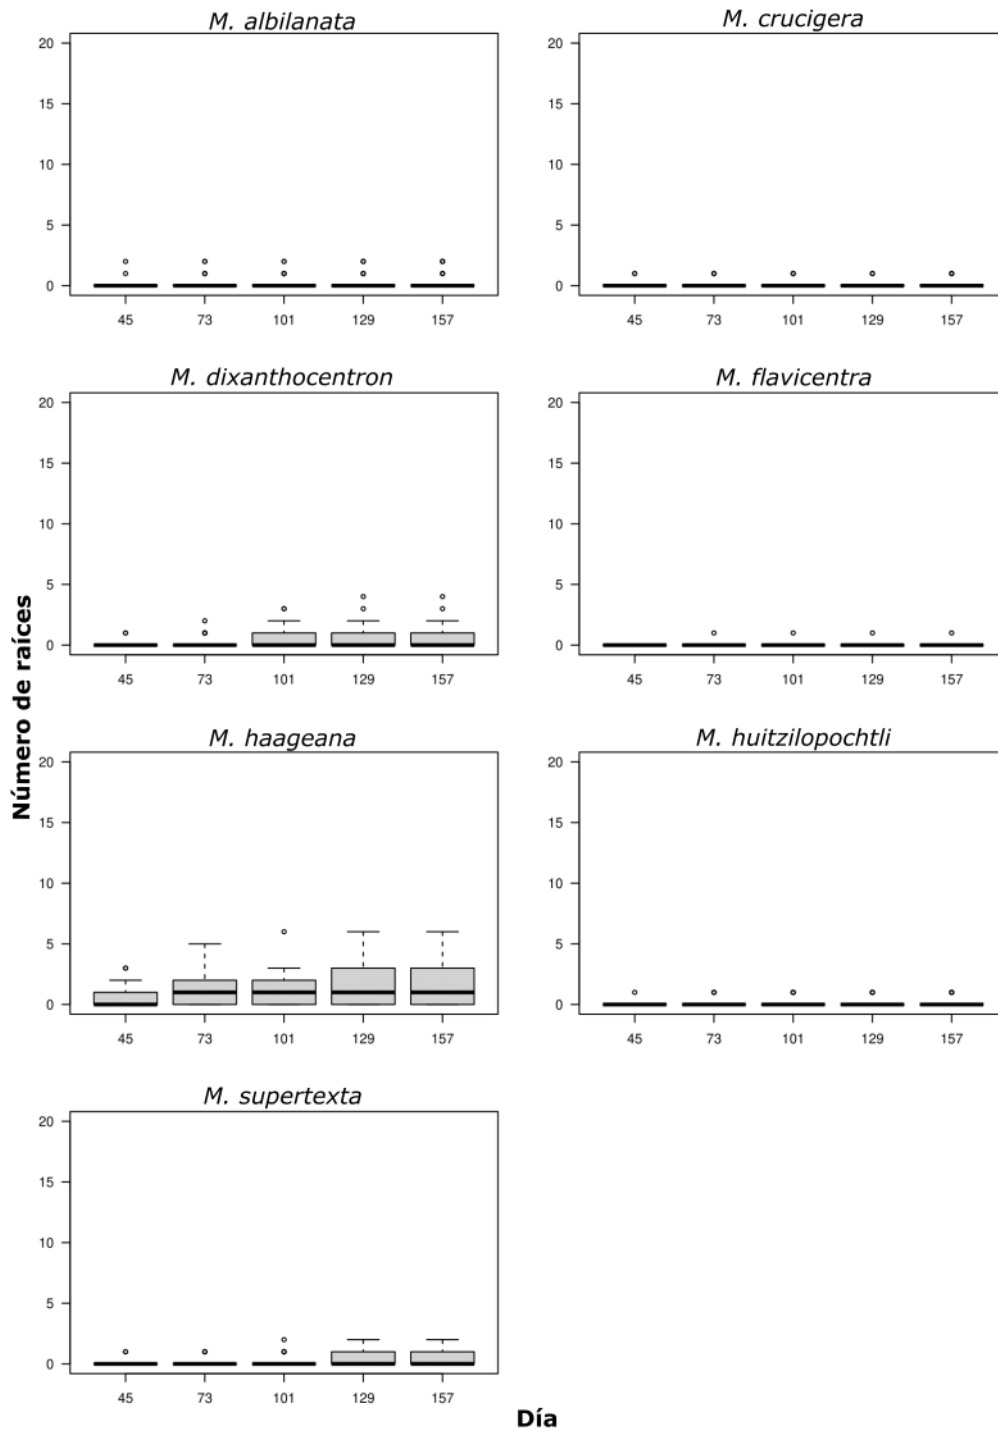 M. albilanata
20
15
10
5
0
45 73 101 129 157
M. crucigera
20
15
10
5
0
45 73 101 129 157
M. dixanthocentron
20
15
10
5
0
45 73 101 129 157
M. flavicentra
20
15
10
5
0
45 73 101 129 157
Número de raíces
M. haageana
20
15
10
5
0
45 73 101 129 157
M. huitzilopochtli
20
15
10
5
0
45 73 101 129 157
M. supertexta
20
15
10
5
0
45 73 101 129 157
Día